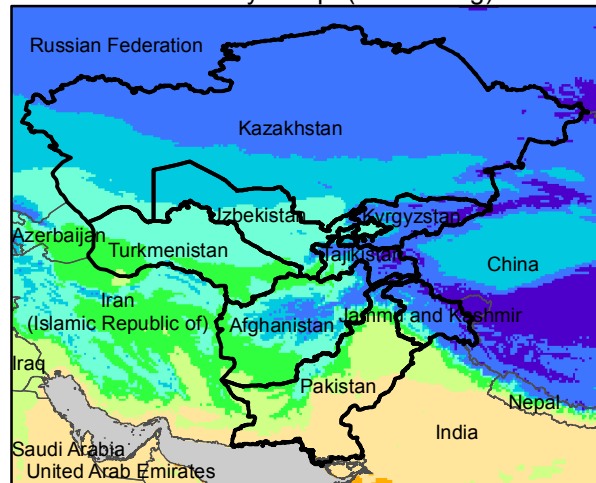 Russian Federation
Kazakhstan
Uzbekistan
Kyrgyzstan
Azerbaijan
Turkmenistan
Tajikistan
China
Iran
(Islamic Republic of)
Afghanistan
Jammu and Kashmir
Iraq
Pakistan
Nepal
India
Saudi Arabia
United Arab Emirates